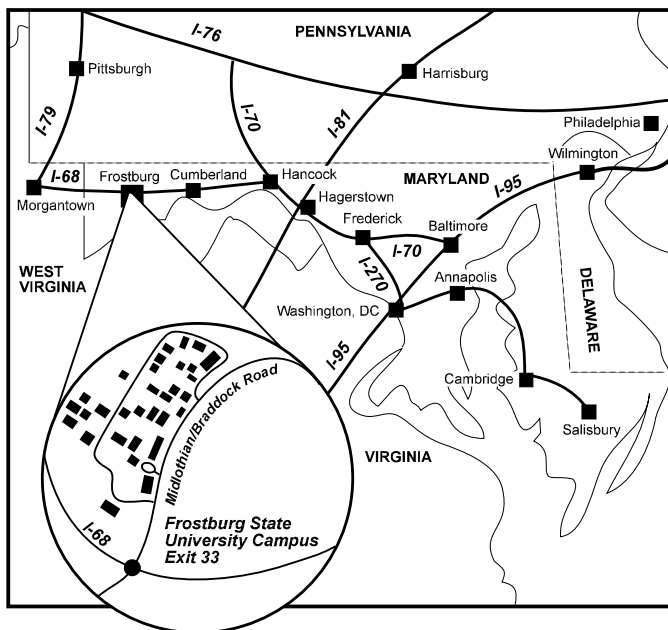 I-76
PENNSYLVANIA
Pittsburgh
Harrisburg
I-79
I-70
I-81
Philadelphia
Wilmington
I-68
Frostburg
Cumberland
Hancock
MARYLAND
I-95
Morgantown
Hagerstown
Frederick
Baltimore
I-70
WEST
VIRGINIA
I-270
Annapolis
DELAWARE
Washington, DC
I-95
Cambridge
Salisbury
Midlothian/Braddock Road
VIRGINIA
I-68
Frostburg State
University Campus
Exit 33